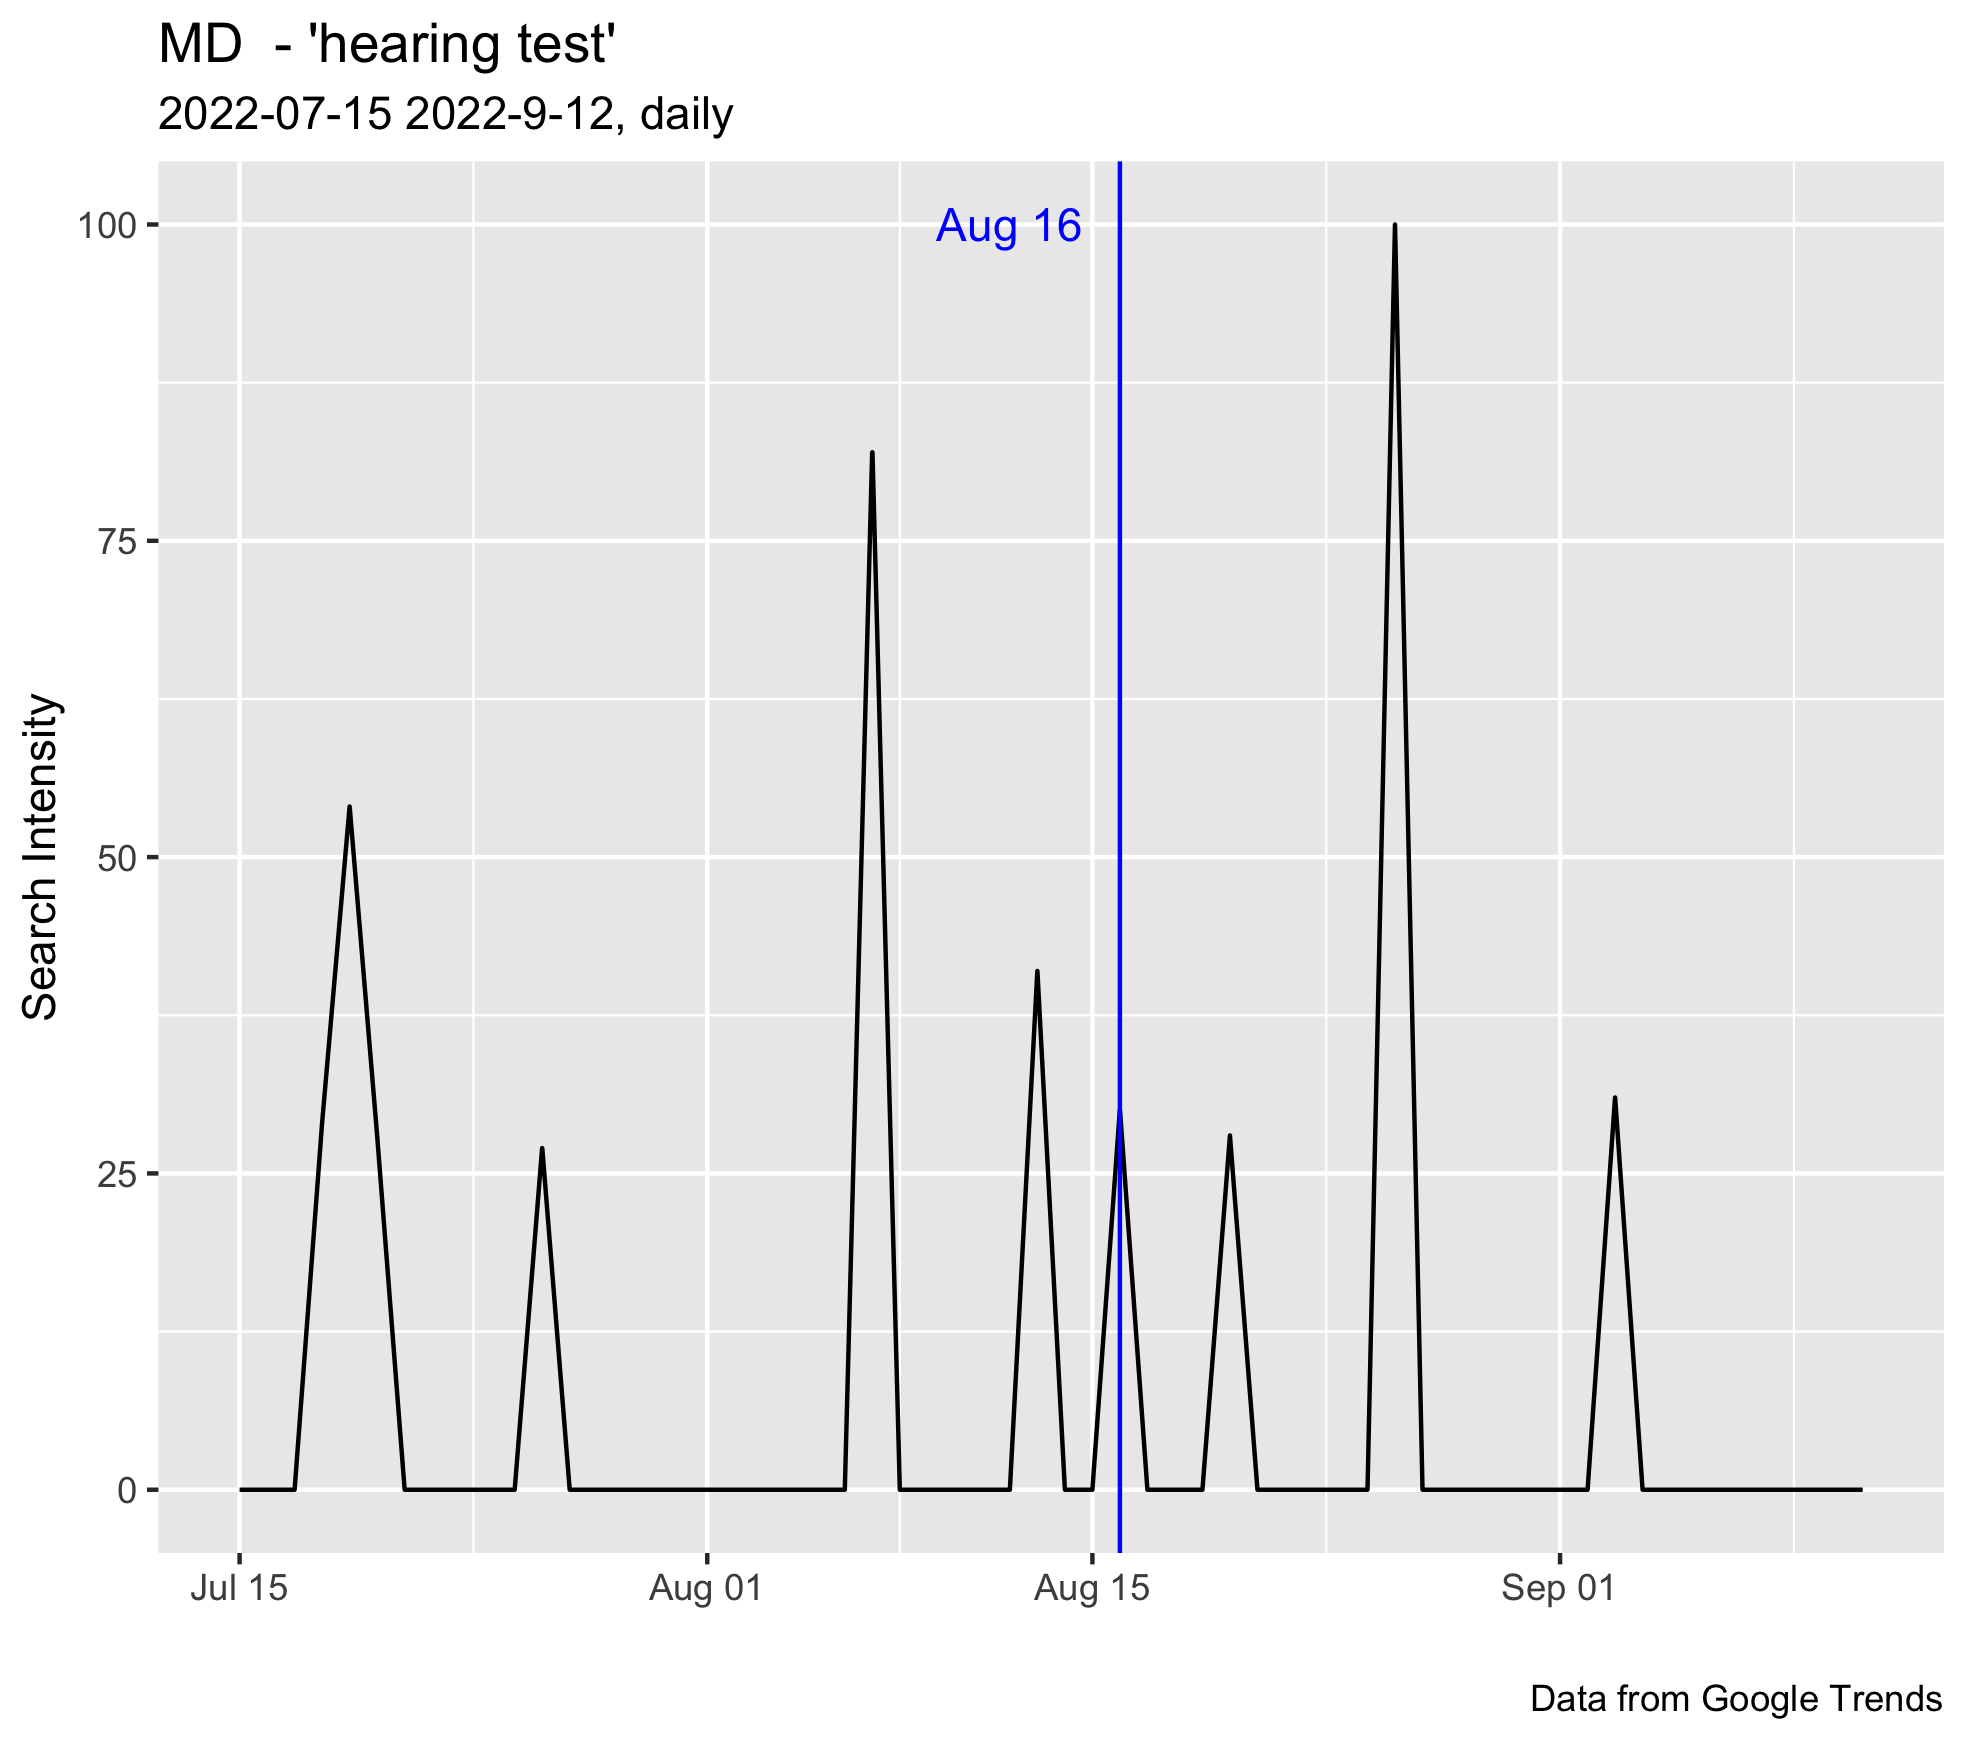 MD  - 'hearing test'
2022-07-15 2022-9-12, daily
Aug 16
100
75
50
25
0
Search Intensity
Jul 15
Aug 01
Aug 15
Sep 01
Data from Google Trends